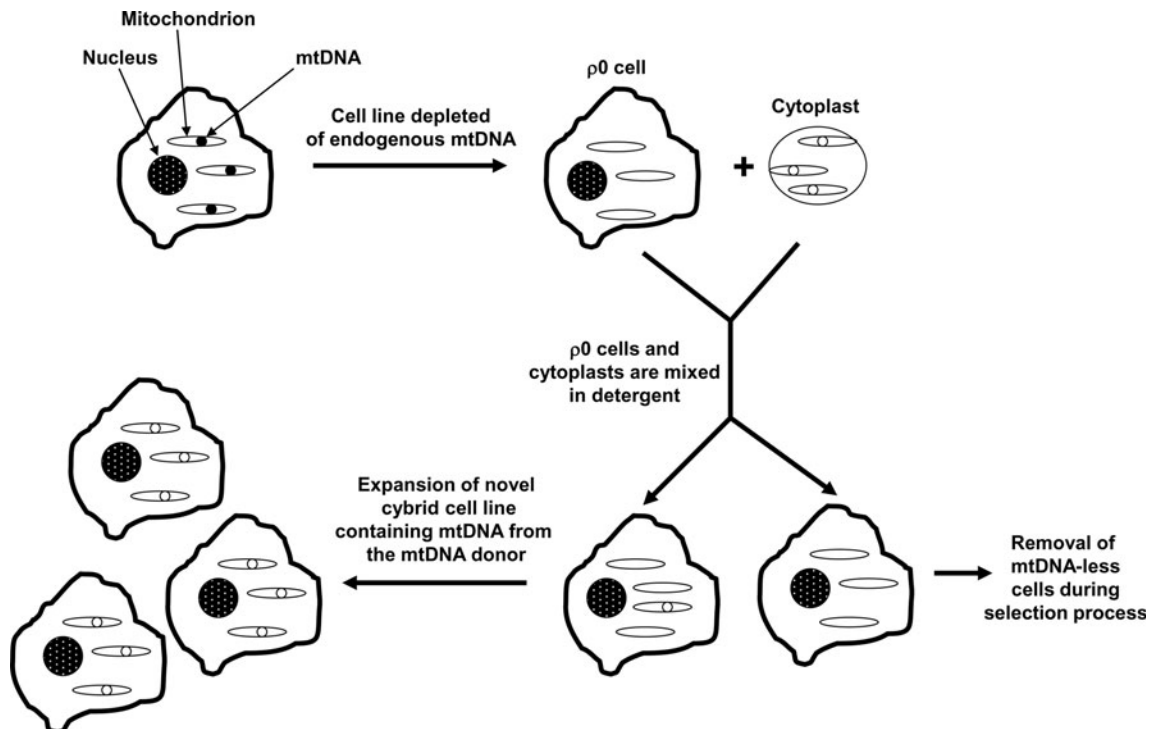 Mitochondrion
Nucleus
mtDNA
Cell line depleted
of endogenous mtDNA
ρ0 cell
Cytoplast
+
ρ0 cells and
cytoplasts are mixed
in detergent
Expansion of novel
cybrid cell line
containing mtDNA from
the mtDNA donor
Removal of
mtDNA-less
cells during
selection process